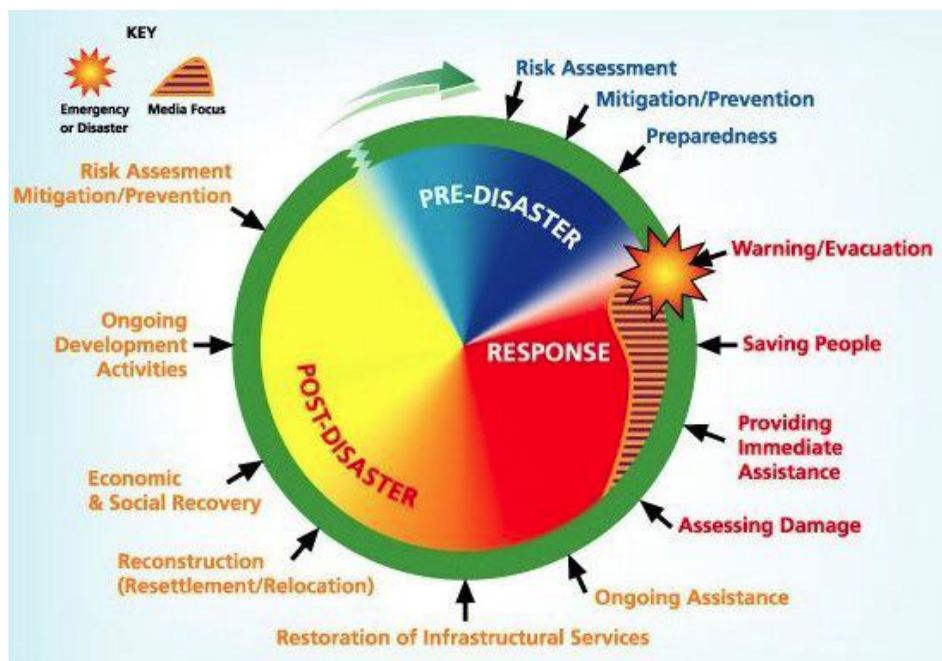 KEY
Emergency
or Disaster
Media Focus
Risk Assessment
Mitigation/Prevention
Preparedness
Warning/Evacuation
Saving People
Providing
Immediate
Assistance
Assessing Damage
Ongoing Assistance
Restoration of Infrastructural Services
Reconstruction
(Resettlement/Relocation)
Economic
& Social Recovery
Ongoing
Development
Activities
Risk Assesment
Mitigation/Prevention
PRE-DISASTER
RESPONSE
POST-DISASTER